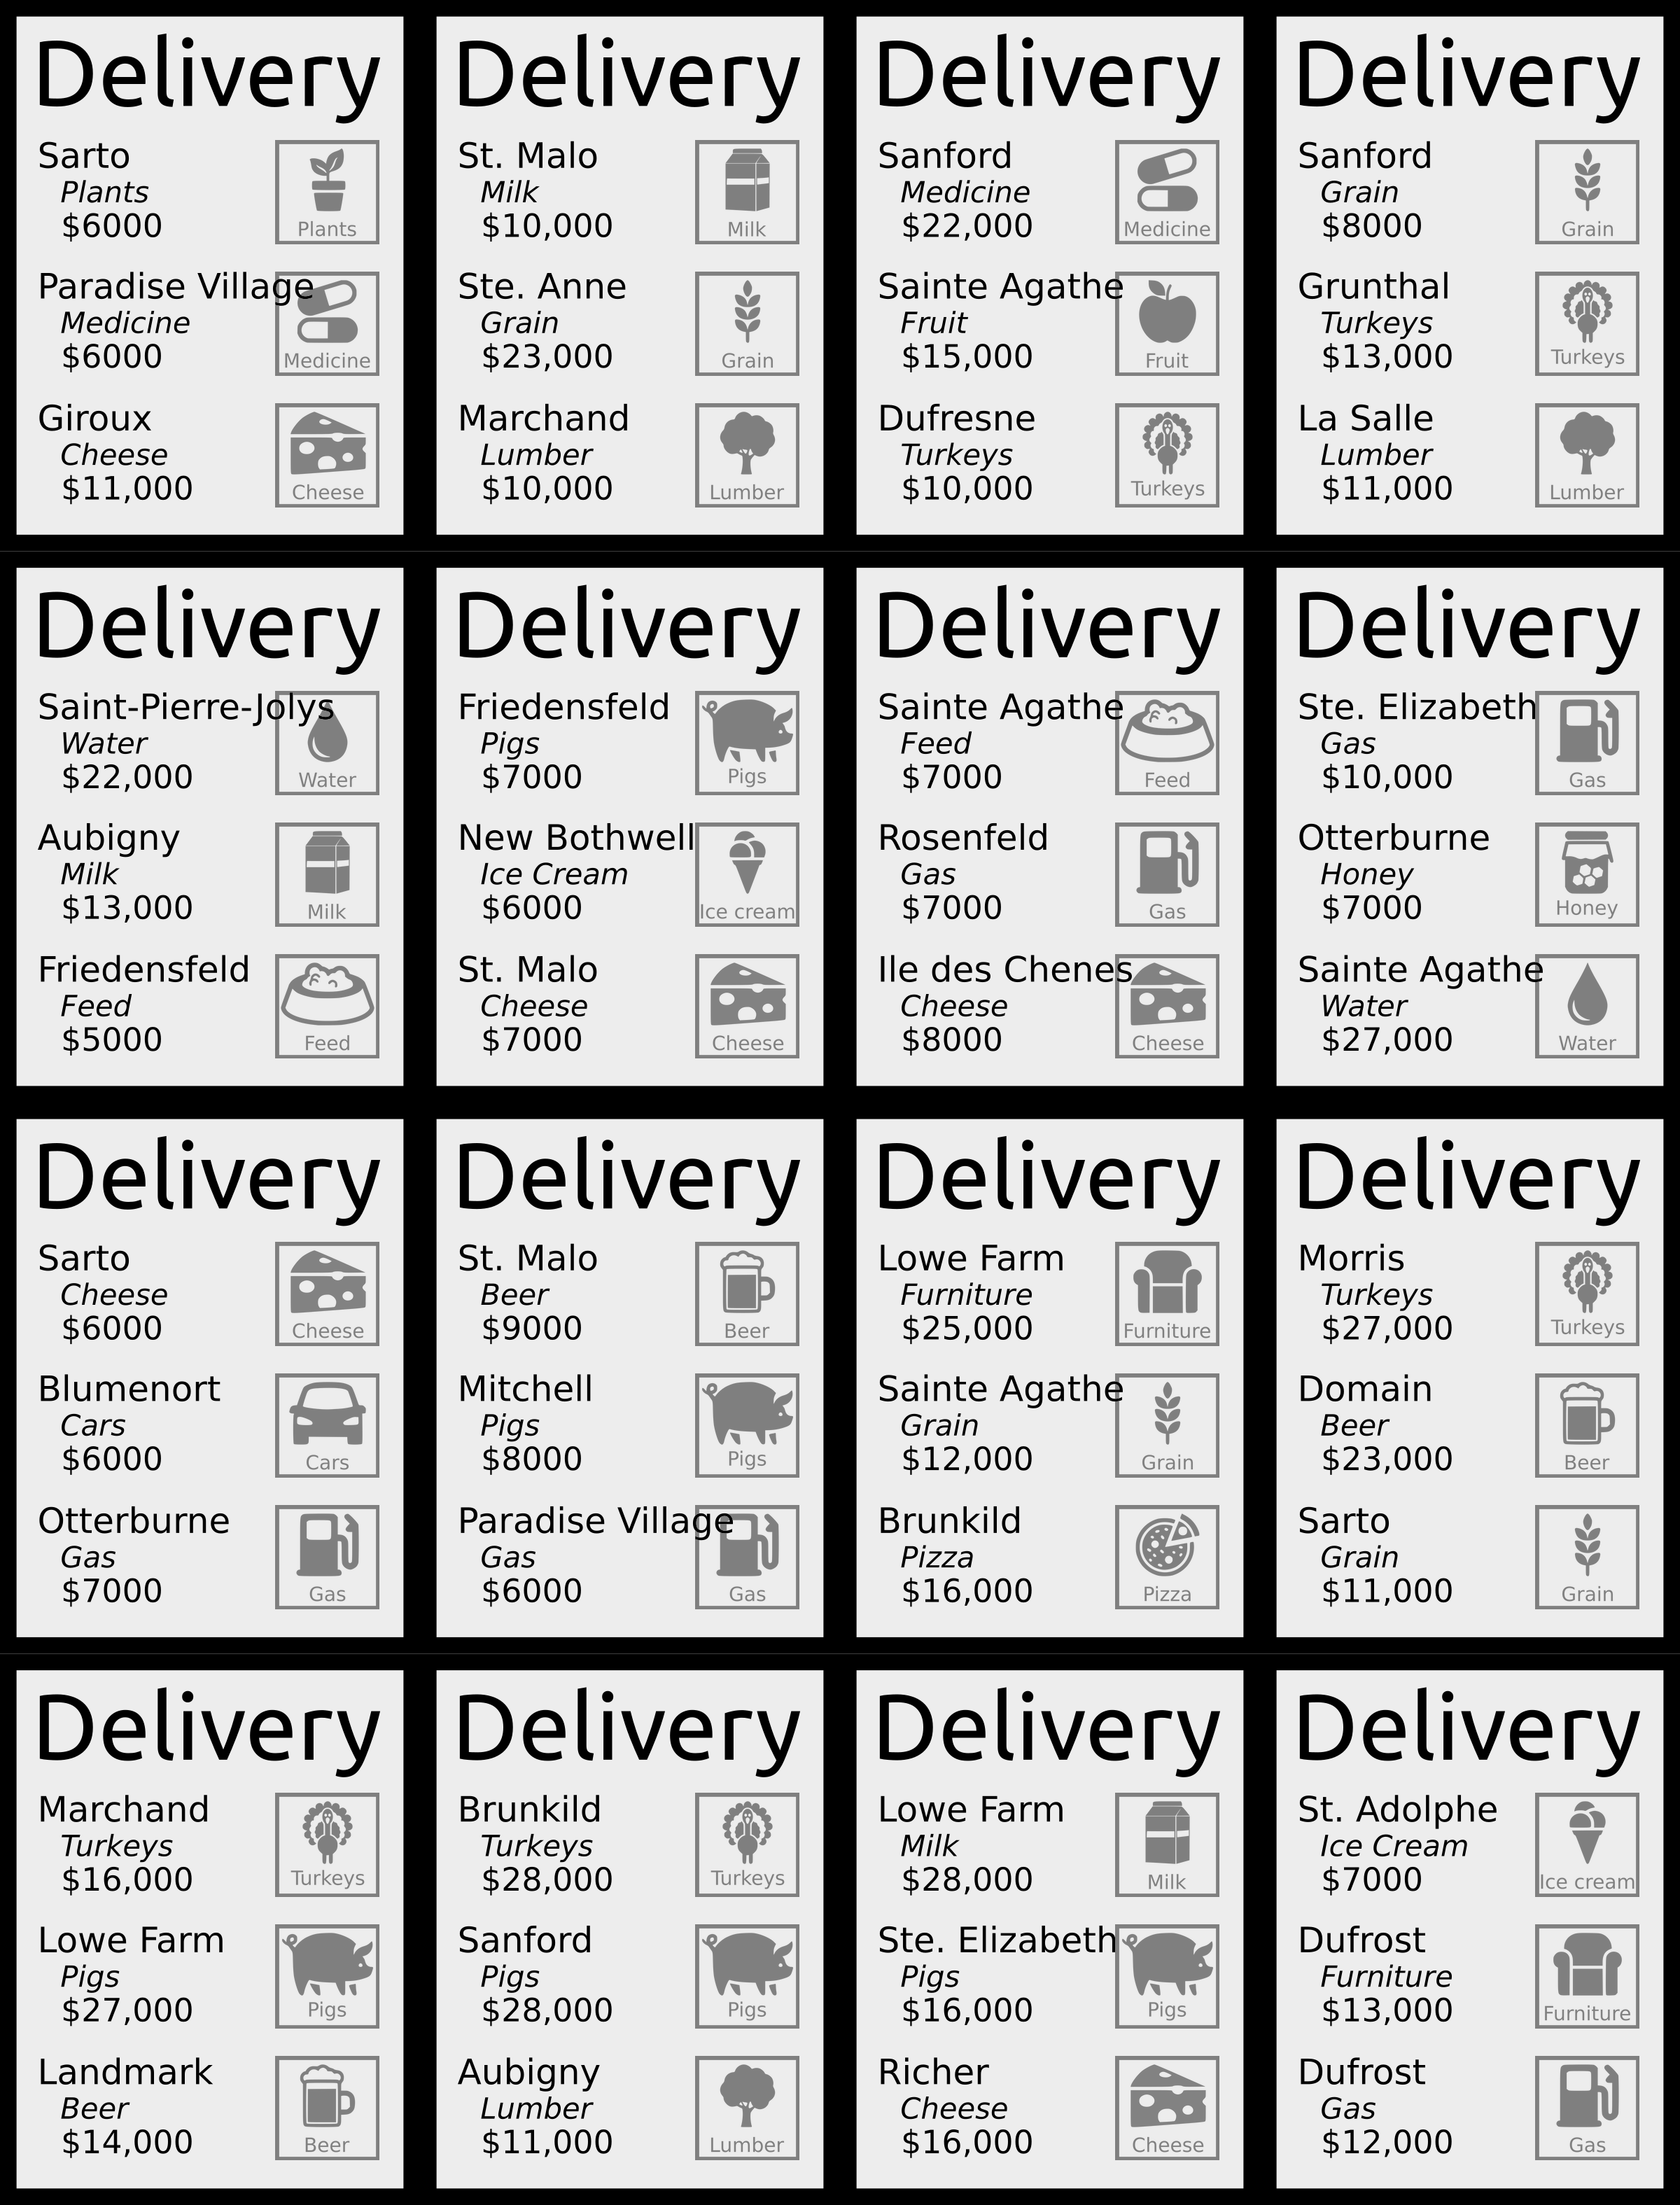 Delivery
Sarto
Plants
$6000
Plants
Paradise Village
Medicine
$6000
Medicine
Giroux
Cheese
$11,000
Cheese
Delivery
St. Malo
Milk
$10,000
Milk
Ste. Anne
Grain
$23,000
Grain
Marchand
Lumber
$10,000
Lumber
Delivery
Sanford
Medicine
$22,000
Medicine
Sainte Agathe
Fruit
$15,000
Fruit
Dufresne
Turkeys
$10,000
Turkeys
Delivery
Sanford
Grain
$8000
Grain
Grunthal
Turkeys
$13,000
Turkeys
La Salle
Lumber
$11,000
Lumber
Delivery
Saint-Pierre-Jolys
Water
$22,000
Water
Aubigny
Milk
$13,000
Milk
Friedensfeld
Feed
$5000
Feed
Delivery
Friedensfeld
Pigs
$7000
Pigs
New Bothwell
Ice Cream
$6000
Ice cream
St. Malo
Cheese
$7000
Cheese
Delivery
Sainte Agathe
Feed
$7000
Feed
Rosenfeld
Gas
$7000
Gas
Ile des Chenes
Cheese
$8000
Cheese
Delivery
Ste. Elizabeth
Gas
$10,000
Gas
Otterburne
Honey
$7000
Honey
Sainte Agathe
Water
$27,000
Water
Delivery
Sarto
Cheese
$6000
Cheese
Blumenort
Cars
$6000
Cars
Otterburne
Gas
$7000
Gas
Delivery
St. Malo
Beer
$9000
Beer
Mitchell
Pigs
$8000
Pigs
Paradise Village
Gas
$6000
Gas
Delivery
Lowe Farm
Furniture
$25,000
Furniture
Sainte Agathe
Grain
$12,000
Grain
Brunkild
Pizza
$16,000
Pizza
Delivery
Morris
Turkeys
$27,000
Turkeys
Domain
Beer
$23,000
Beer
Sarto
Grain
$11,000
Grain
Delivery
Marchand
Turkeys
$16,000
Turkeys
Lowe Farm
Pigs
$27,000
Pigs
Landmark
Beer
$14,000
Beer
Delivery
Brunkild
Turkeys
$28,000
Turkeys
Sanford
Pigs
$28,000
Pigs
Aubigny
Lumber
$11,000
Lumber
Delivery
Lowe Farm
Milk
$28,000
Milk
Ste. Elizabeth
Pigs
$16,000
Pigs
Richer
Cheese
$16,000
Cheese
Delivery
St. Adolphe
Ice Cream
$7000
Ice cream
Dufrost
Furniture
$13,000
Furniture
Dufrost
Gas
$12,000
Gas